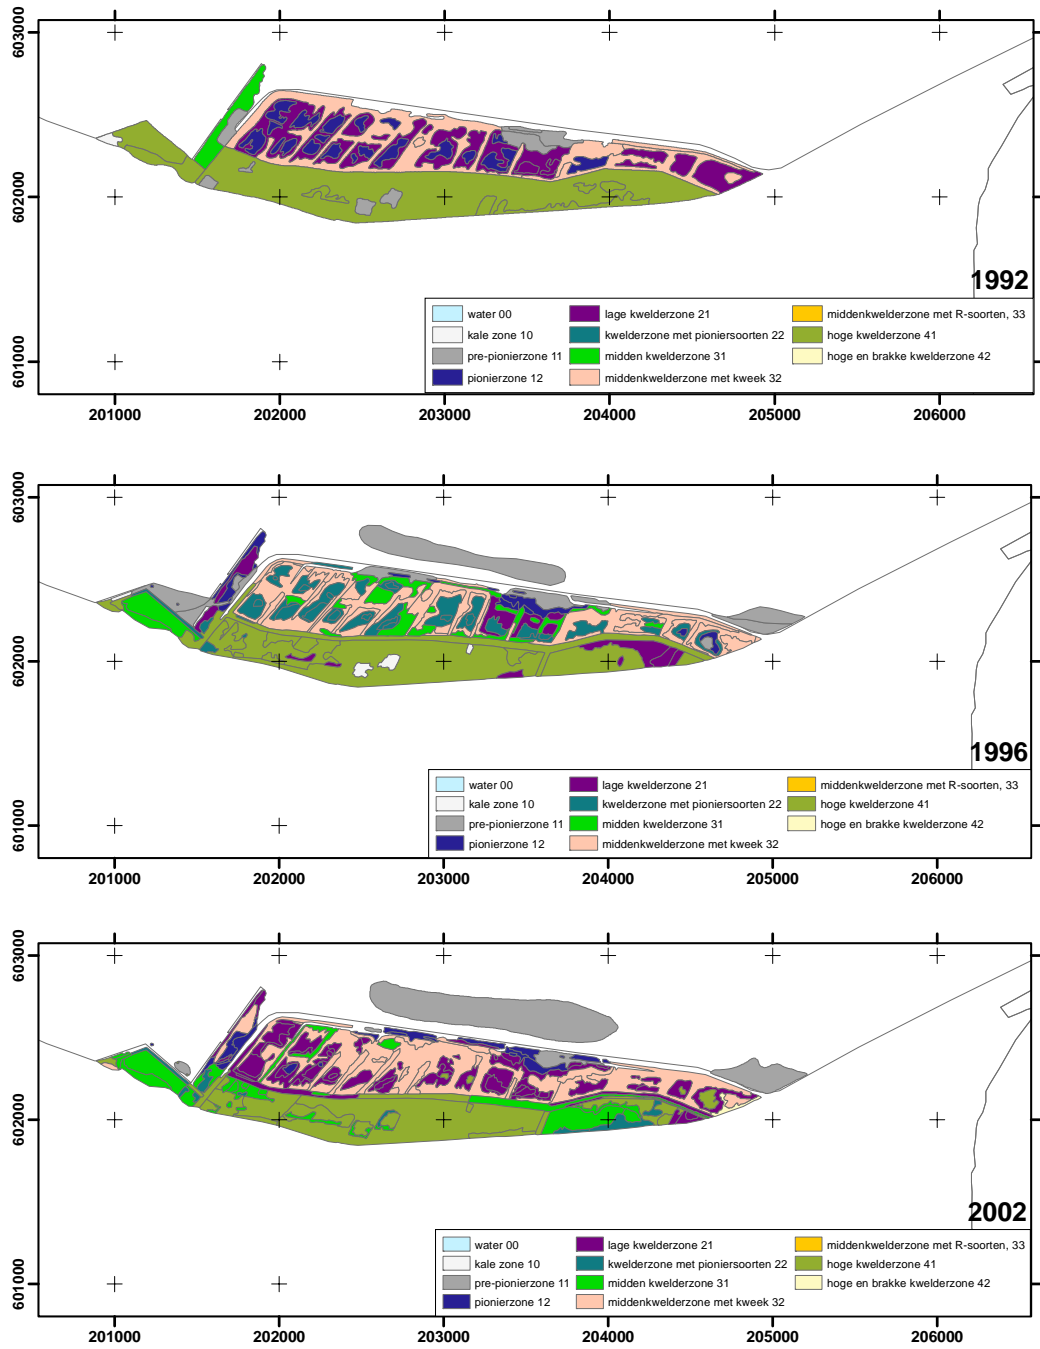 603000
602000
601000
1992
water 00
kale zone 10
pre-pionierzone 11
pionierzone 12
lage kwelderzone 21
kwelderzone met pioniersoorten 22
midden kwelderzone 31
middenkwelderzone met kweek 32
middenkwelderzone met R-soorten, 33
hoge kwelderzone 41
hoge en brakke kwelderzone 42
201000 202000 203000 204000 205000 206000
603000
602000
601000
1996
water 00
kale zone 10
pre-pionierzone 11
pionierzone 12
lage kwelderzone 21
kwelderzone met pioniersoorten 22
midden kwelderzone 31
middenkwelderzone met kweek 32
middenkwelderzone met R-soorten, 33
hoge kwelderzone 41
hoge en brakke kwelderzone 42
201000 202000 203000 204000 205000 206000
603000
602000
601000
2002
water 00
kale zone 10
pre-pionierzone 11
pionierzone 12
lage kwelderzone 21
kwelderzone met pioniersoorten 22
midden kwelderzone 31
middenkwelderzone met kweek 32
middenkwelderzone met R-soorten, 33
hoge kwelderzone 41
hoge en brakke kwelderzone 42
201000 202000 203000 204000 205000 206000